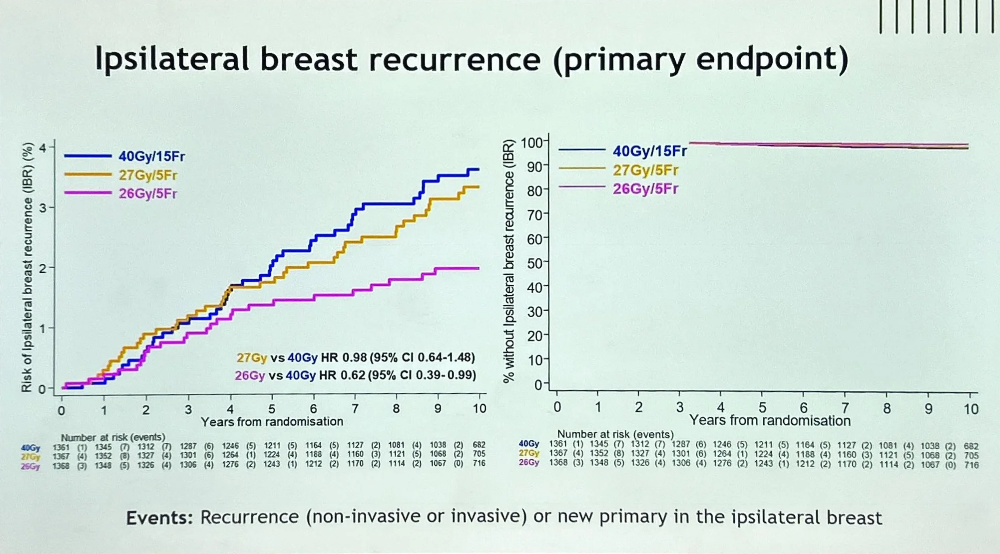 Ipsilateral breast recurrence (primary endpoint)
Risk of Ipsilateral breast recurrence (IBR) (%)
4
3
2
1
0
40Gy/15Fr
27Gy/5Fr
26Gy/5Fr
27Gy vs 40Gy HR 0.98 (95% CI 0.64-1.48)
26Gy vs 40Gy HR 0.62 (95% CI 0.39-0.99)
0 1 2 3 4 5 6 7 8 9 10
Years from randomisation
Number at risk (events)
40Gy 1361 (1) 1345 (7) 1312 (7) 1287 (6) 1246 (5) 1211 (5) 1164 (5) 1127 (2) 1081 (4) 1038 (2) 682
27Gy 1367 (4) 1352 (8) 1327 (4) 1301 (6) 1264 (1) 1224 (4) 1188 (4) 1160 (3) 1121 (5) 1068 (2) 705
26Gy 1368 (3) 1348 (5) 1326 (4) 1306 (4) 1276 (2) 1243 (1) 1212 (2) 1170 (2) 1114 (2) 1067 (0) 716
% without Ipsilateral breast recurrence (IBR)
100
90
80
70
60
50
40
30
20
10
0
40Gy/15Fr
27Gy/5Fr
26Gy/5Fr
0 1 2 3 4 5 6 7 8 9 10
Years from randomisation
Number at risk (events)
40Gy 1361 (1) 1345 (7) 1312 (7) 1287 (6) 1246 (5) 1211 (5) 1164 (5) 1127 (2) 1081 (4) 1038 (2) 682
27Gy 1367 (4) 1352 (8) 1327 (4) 1301 (6) 1264 (1) 1224 (4) 1188 (4) 1160 (3) 1121 (5) 1068 (2) 705
26Gy 1368 (3) 1348 (5) 1326 (4) 1306 (4) 1276 (2) 1243 (1) 1212 (2) 1170 (2) 1114 (2) 1067 (0) 716
Events: Recurrence (non-invasive or invasive) or new primary in the ipsilateral breast